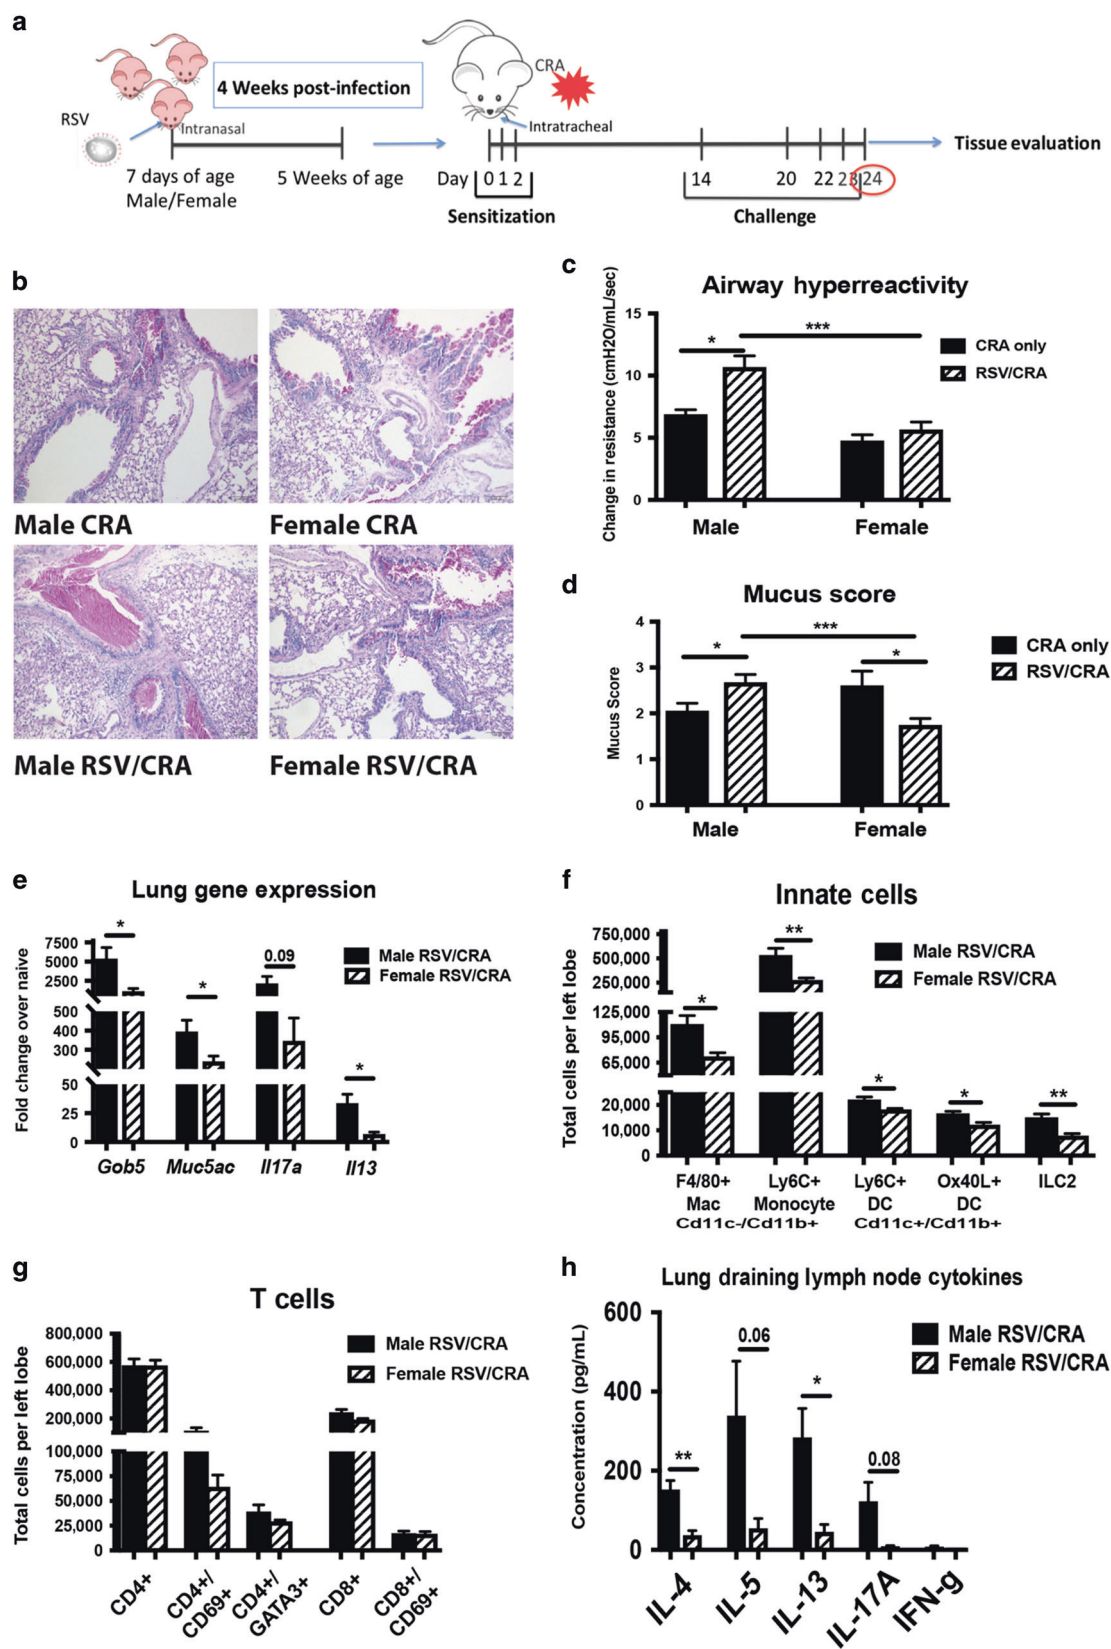 a
RSV
4 Weeks post-infection
CRA
Intranasal
Intratracheal
7 days of age
Male/Female
5 Weeks of age
Day 0 1 2 14 20 22 23 24
Tissue evaluation
Sensitization
Challenge
b
Male CRA
Female CRA
Male RSV/CRA
Female RSV/CRA
c
Airway hyperreactivity
Change in resistance (cmH2O/mL/sec)
15
10
5
0
*
***
CRA only
RSV/CRA
Male
Female
d
Mucus score
Mucus Score
4
3
2
1
0
*
***
*
CRA only
RSV/CRA
Male
Female
e
Lung gene expression
Fold change over naive
7500
5000
2500
500
400
300
50
25
0
*
*
0.09
*
Male RSV/CRA
Female RSV/CRA
Gob5
Muc5ac
Il17a
Il13
f
Innate cells
Total cells per left lobe
750,000
500,000
250,000
125,000
95,000
65,000
20,000
10,000
0
*
**
*
*
**
Male RSV/CRA
Female RSV/CRA
F4/80+
Mac
Ly6C+
Monocyte
Ly6C+
DC
Ox40L+
DC
ILC2
Cd11c-/Cd11b+
Cd11c+/Cd11b+
g
T cells
Total cells per left lobe
800,000
600,000
400,000
200,000
100,000
75,000
50,000
25,000
0
Male RSV/CRA
Female RSV/CRA
CD4+
CD4+/
CD69+
CD4+/
GATA3+
CD8+
CD8+/
CD69+
h
Lung draining lymph node cytokines
Concentration (pg/mL)
600
400
200
0
**
0.06
*
0.08
Male RSV/CRA
Female RSV/CRA
IL-4
IL-5
IL-13
IL-17A
IFN-g